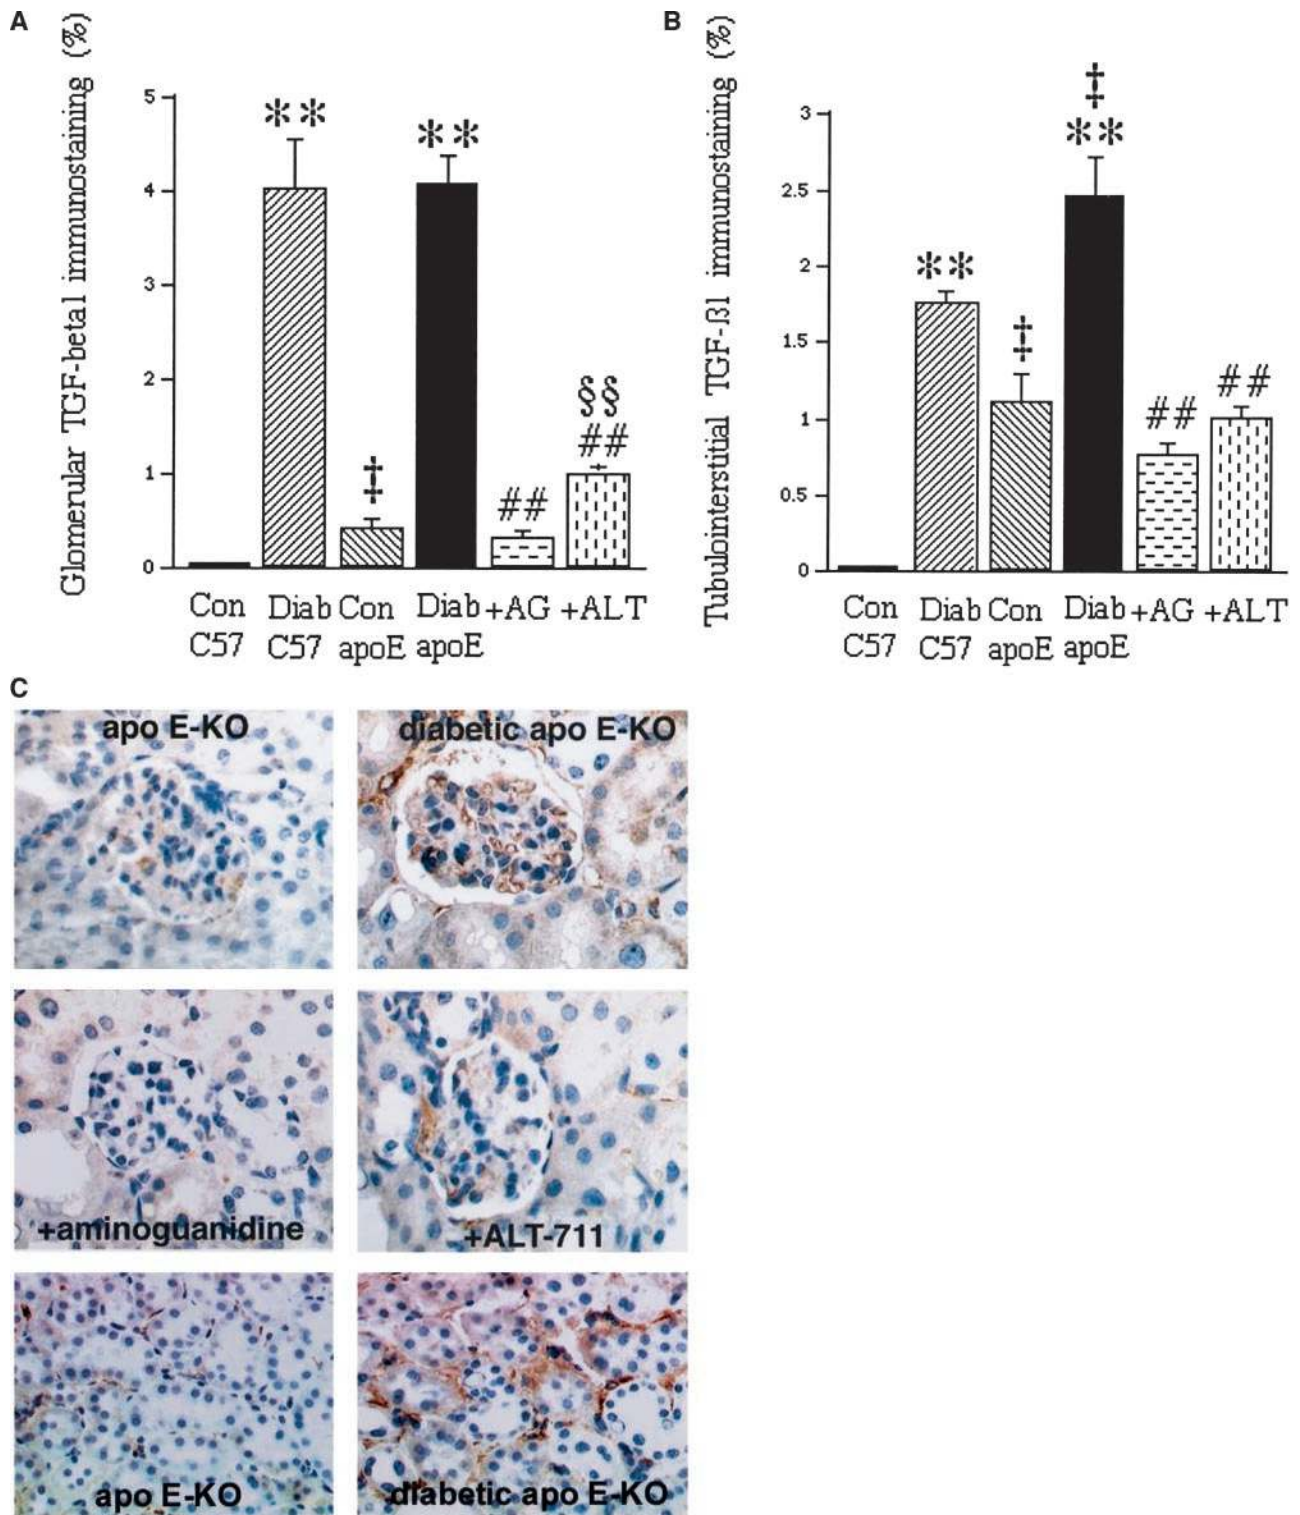 A
Glomerular TGF-beta1 immunostaining (%)
5
4
3
2
1
0
**
‡
**
##
§§
##
Con
C57
Diab
C57
Con
apoE
Diab
apoE
+AG
+ALT
B
Tubulointerstitial TGF-ß1 immunostaining (%)
3
2.5
2
1.5
1
0.5
0
**
‡
‡
**
##
##
Con
C57
Diab
C57
Con
apoE
Diab
apoE
+AG
+ALT
C
apo E-KO
diabetic apo E-KO
+aminoguanidine
+ALT-711
apo E-KO
diabetic apo E-KO